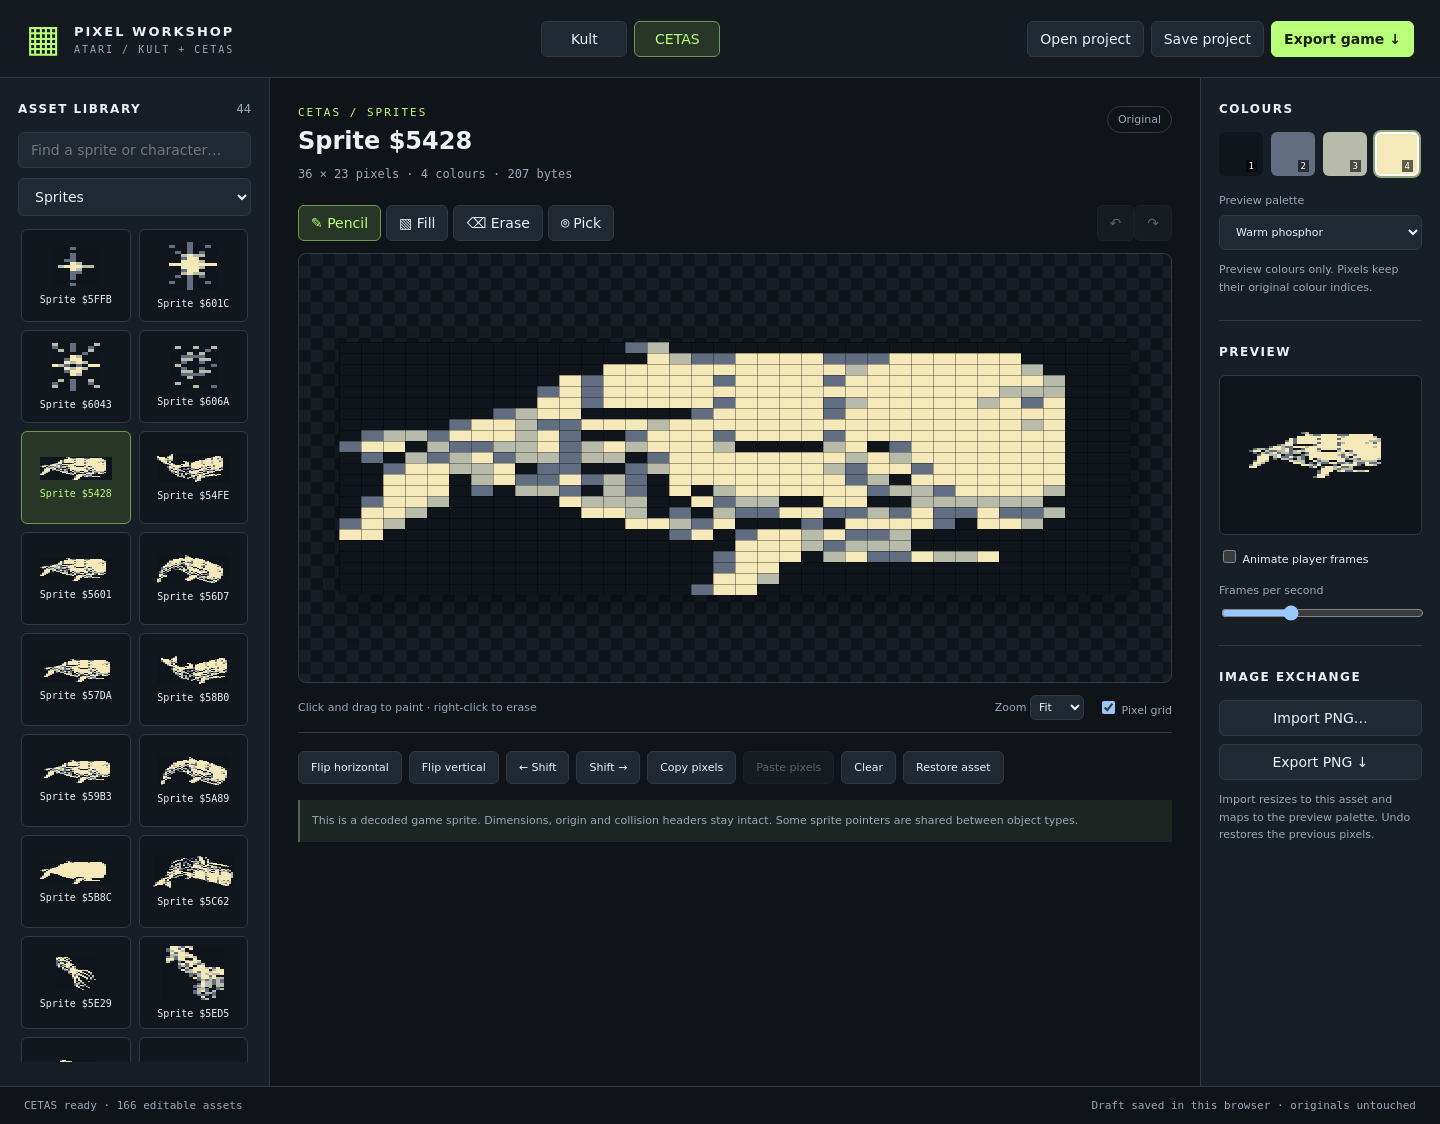 PIXEL WORKSHOP
ATARI / KULT + CETAS
Kult
CETAS
Open project
Save project
Export game ↓
ASSET LIBRARY
44
Find a sprite or character…
Sprites
Sprite $5FFB
Sprite $601C
Sprite $6043
Sprite $606A
Sprite $5428
Sprite $54FE
Sprite $5601
Sprite $56D7
Sprite $57DA
Sprite $58B0
Sprite $59B3
Sprite $5A89
Sprite $5B8C
Sprite $5C62
Sprite $5E29
Sprite $5ED5
CETAS / SPRITES
Sprite $5428
Original
36 × 23 pixels · 4 colours · 207 bytes
✎ Pencil
▧ Fill
⌫ Erase
◎ Pick
↶
↷
Click and drag to paint · right-click to erase
Zoom
Fit
Pixel grid
Flip horizontal
Flip vertical
← Shift
Shift →
Copy pixels
Paste pixels
Clear
Restore asset
This is a decoded game sprite. Dimensions, origin and collision headers stay intact. Some sprite pointers are shared between object types.
COLOURS
1
2
3
4
Preview palette
Warm phosphor
Preview colours only. Pixels keep
their original colour indices.
PREVIEW
Animate player frames
Frames per second
IMAGE EXCHANGE
Import PNG…
Export PNG ↓
Import resizes to this asset and
maps to the preview palette. Undo
restores the previous pixels.
CETAS ready · 166 editable assets
Draft saved in this browser · originals untouched